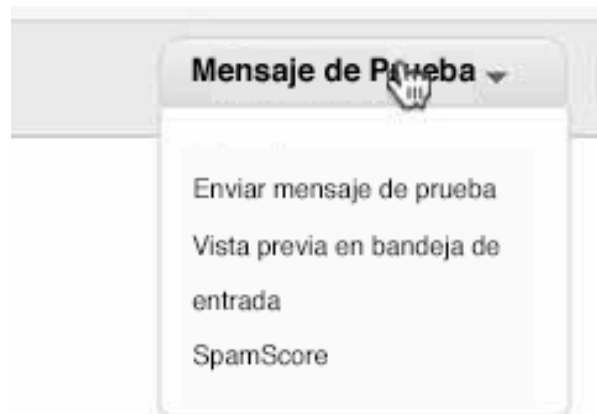 Mensaje de Prueba
Enviar mensaje de prueba
Vista previa en bandeja de
entrada
SpamScore